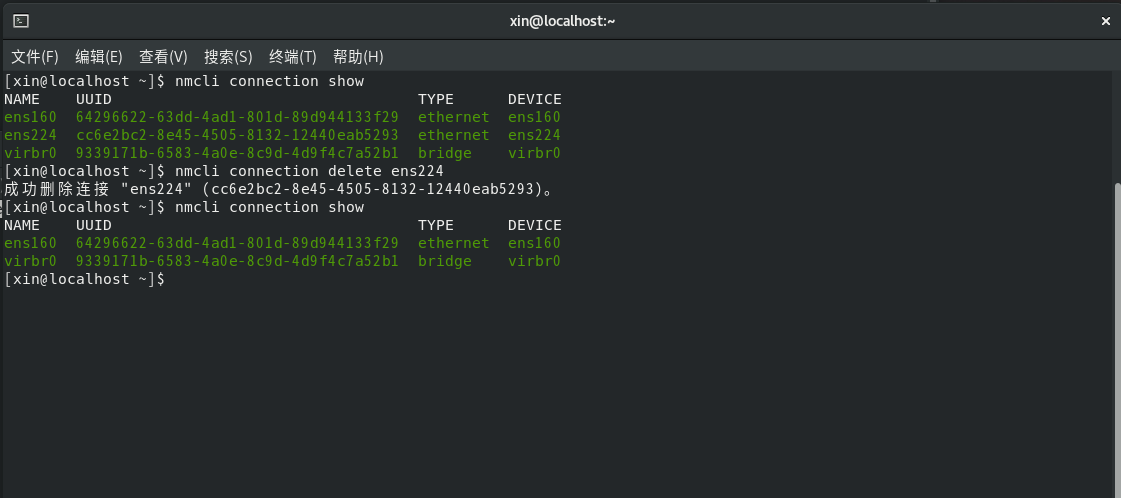 xin@localhost:~
文件(F) 编辑(E) 查看(V) 搜索(S) 终端(T) 帮助(H)
[xin@localhost ~]$ nmcli connection show
NAME    UUID                                  TYPE      DEVICE
ens160  64296622-63dd-4ad1-801d-89d944133f29  ethernet  ens160
ens224  cc6e2bc2-8e45-4505-8132-12440eab5293  ethernet  ens224
virbr0  9339171b-6583-4a0e-8c9d-4d9f4c7a52b1  bridge    virbr0
[xin@localhost ~]$ nmcli connection delete ens224
成功删除连接 "ens224" (cc6e2bc2-8e45-4505-8132-12440eab5293)。
[xin@localhost ~]$ nmcli connection show
NAME    UUID                                  TYPE      DEVICE
ens160  64296622-63dd-4ad1-801d-89d944133f29  ethernet  ens160
virbr0  9339171b-6583-4a0e-8c9d-4d9f4c7a52b1  bridge    virbr0
[xin@localhost ~]$